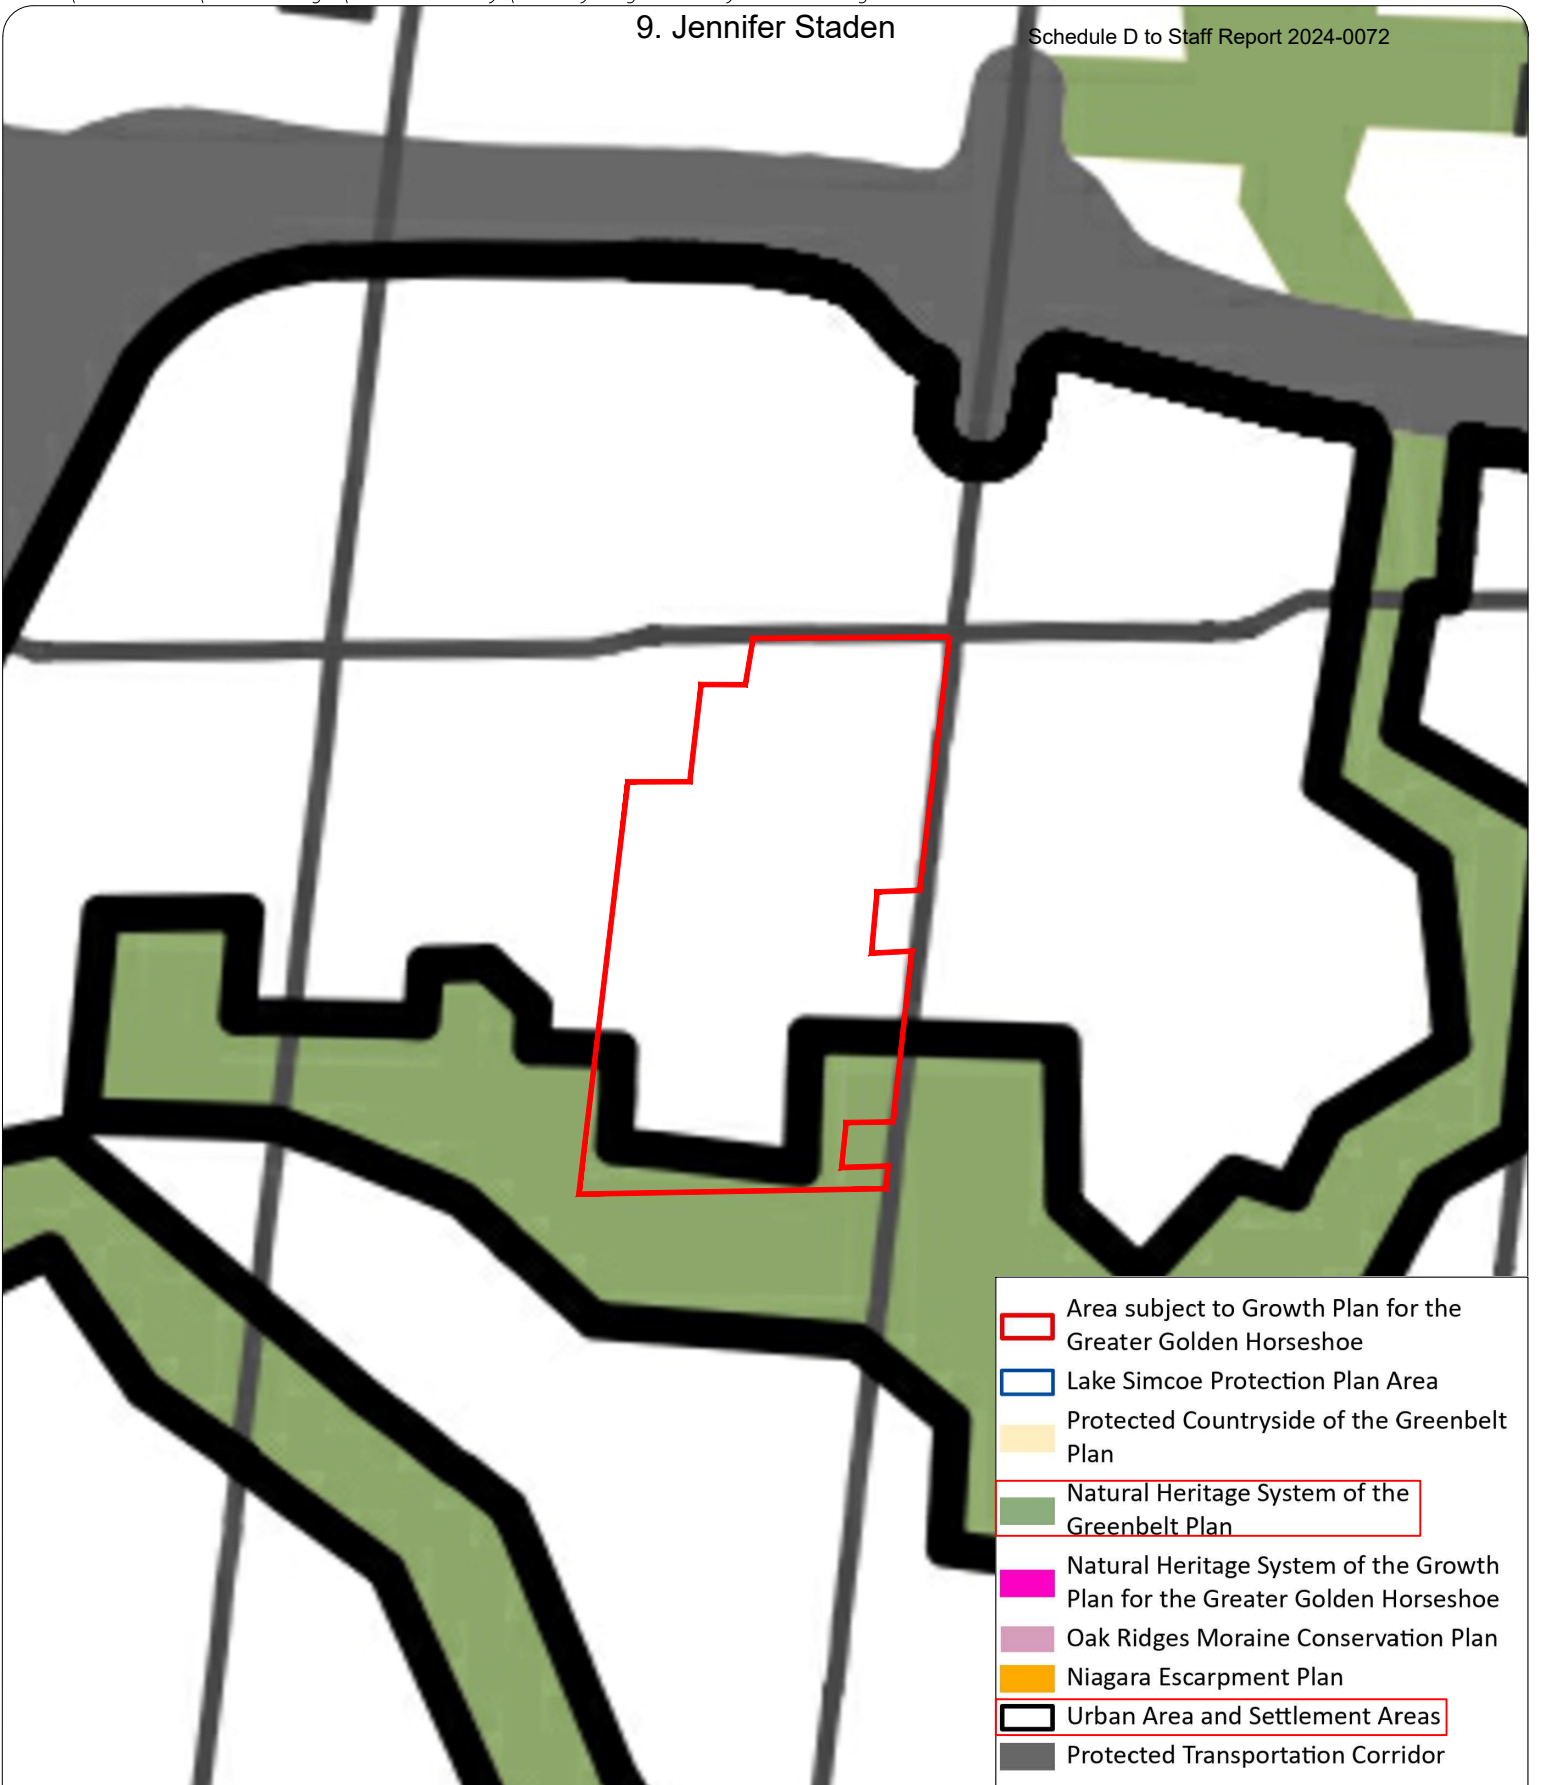 9. Jennifer Staden
Schedule D to Staff Report 2024-0072
Area subject to Growth Plan for the
Greater Golden Horseshoe
Lake Simcoe Protection Plan Area
Protected Countryside of the Greenbelt
Plan
Natural Heritage System of the
Greenbelt Plan
Natural Heritage System of the Growth
Plan for the Greater Golden Horseshoe
Oak Ridges Moraine Conservation Plan
Niagara Escarpment Plan
Urban Area and Settlement Areas
Protected Transportation Corridor